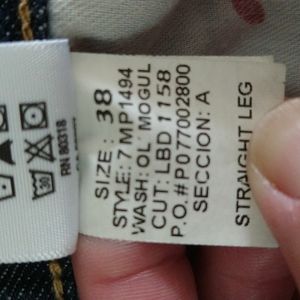 SIZE: 38
STYLE: 7 MP1494
WASH: OL' MOGUL
CUT: LBD 1158
P.O.#P077002800
SECCION: A
STRAIGHT LEG
RN 80318